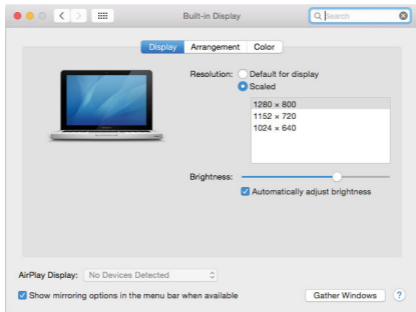 Built-in Display
Search
Display Arrangement Color
Resolution: Default for display
Scaled
1280 × 800
1152 × 720
1024 × 640
Brightness:
Automatically adjust brightness
AirPlay Display: No Devices Detected
Show mirroring options in the menu bar when available
Gather Windows ?